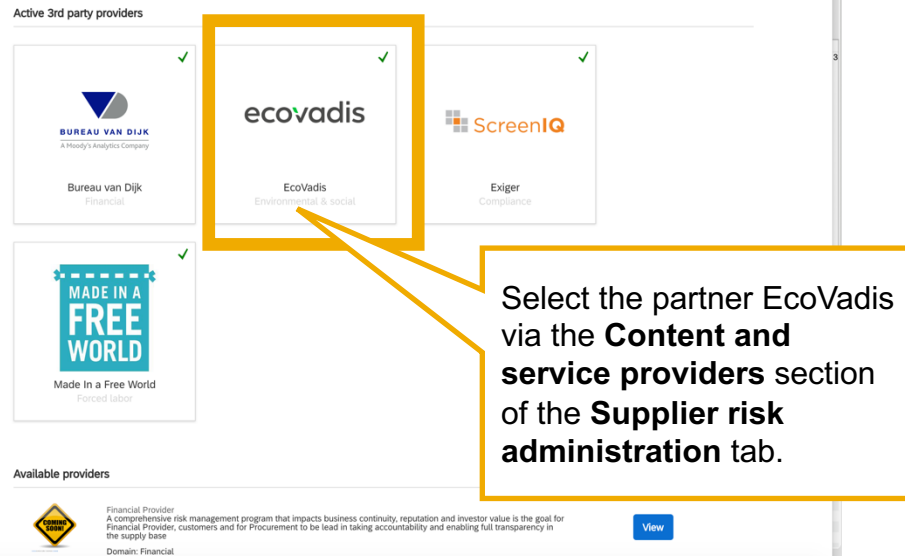 Active 3rd party providers
3
BUREAU VAN DIJK
A Moody's Analytics Company
Bureau van Dijk
Financial
ecovadis
EcoVadis
Environmental & social
ScreenIQ
Exiger
Compliance
MADE IN A
FREE
WORLD
Made In a Free World
Forced labor
Select the partner EcoVadis
via the Content and
service providers section
of the Supplier risk
administration tab.
Available providers
COMING
SOON!
Financial Provider
A comprehensive risk management program that impacts business continuity, reputation and investor value is the goal for
Financial Provider, customers and for Procurement to be lead in taking accountability and enabling full transparency in
the supply base
Domain: Financial
View